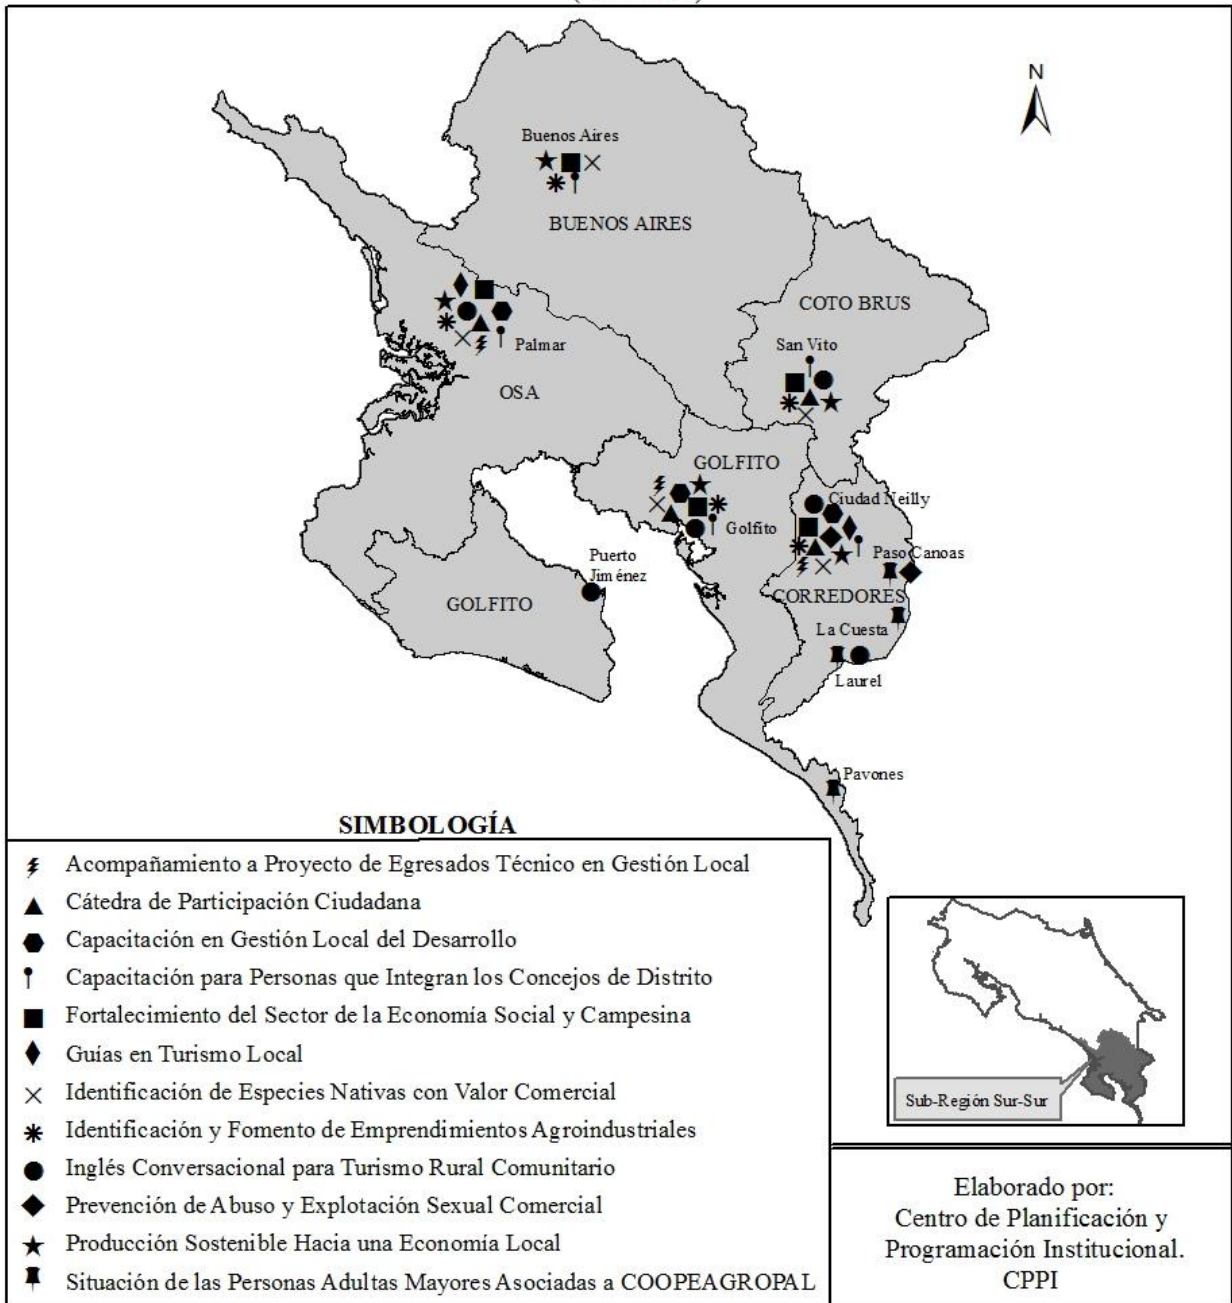 N
Buenos Aires
BUENOS AIRES
COTO BRUS
San Vito
Palmar
OSA
GOLFITO
Ciudad Neilly
Golfito
Paso Canoas
Puerto
Jiménez
CORREDORES
GOLFITO
La Cuesta
Laurel
Pavones
SIMBOLOGÍA
Acompañamiento a Proyecto de Egresados Técnico en Gestión Local
Cátedra de Participación Ciudadana
Capacitación en Gestión Local del Desarrollo
Capacitación para Personas que Integran los Concejos de Distrito
Fortalecimiento del Sector de la Economía Social y Campesina
Guías en Turismo Local
Identificación de Especies Nativas con Valor Comercial
Identificación y Fomento de Emprendimientos Agroindustriales
Inglés Conversacional para Turismo Rural Comunitario
Prevención de Abuso y Explotación Sexual Comercial
Producción Sostenible Hacia una Economía Local
Situación de las Personas Adultas Mayores Asociadas a COOPEAGROPAL
Sub-Región Sur-Sur
Elaborado por:
Centro de Planificación y
Programación Institucional.
CPPI